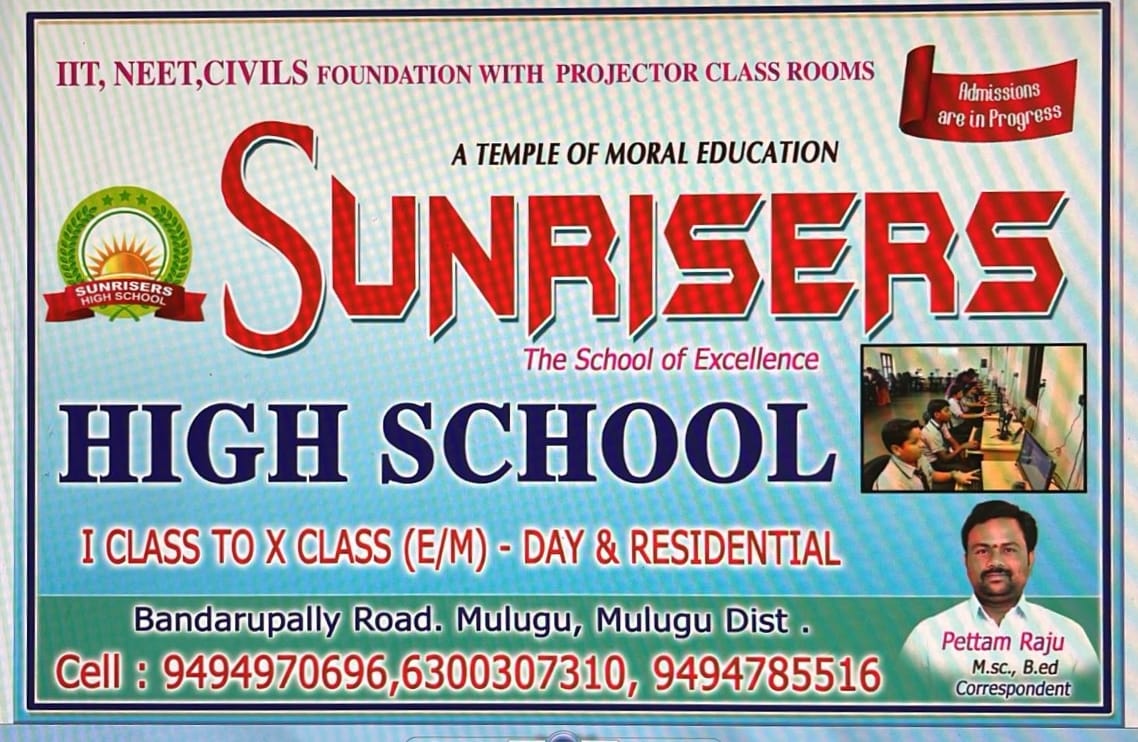 IIT, NEET,CIVILS FOUNDATION WITH PROJECTOR CLASS ROOMS
Admissions
are in Progress
A TEMPLE OF MORAL EDUCATION
SUNRISERS
SUNRISERS
HIGH SCHOOL
The School of Excellence
HIGH SCHOOL
I CLASS TO X CLASS (E/M) - DAY & RESIDENTIAL
Bandarupally Road. Mulugu, Mulugu Dist .
Cell : 9494970696,6300307310, 9494785516
Pettam Raju
M.sc., B.ed
Correspondent